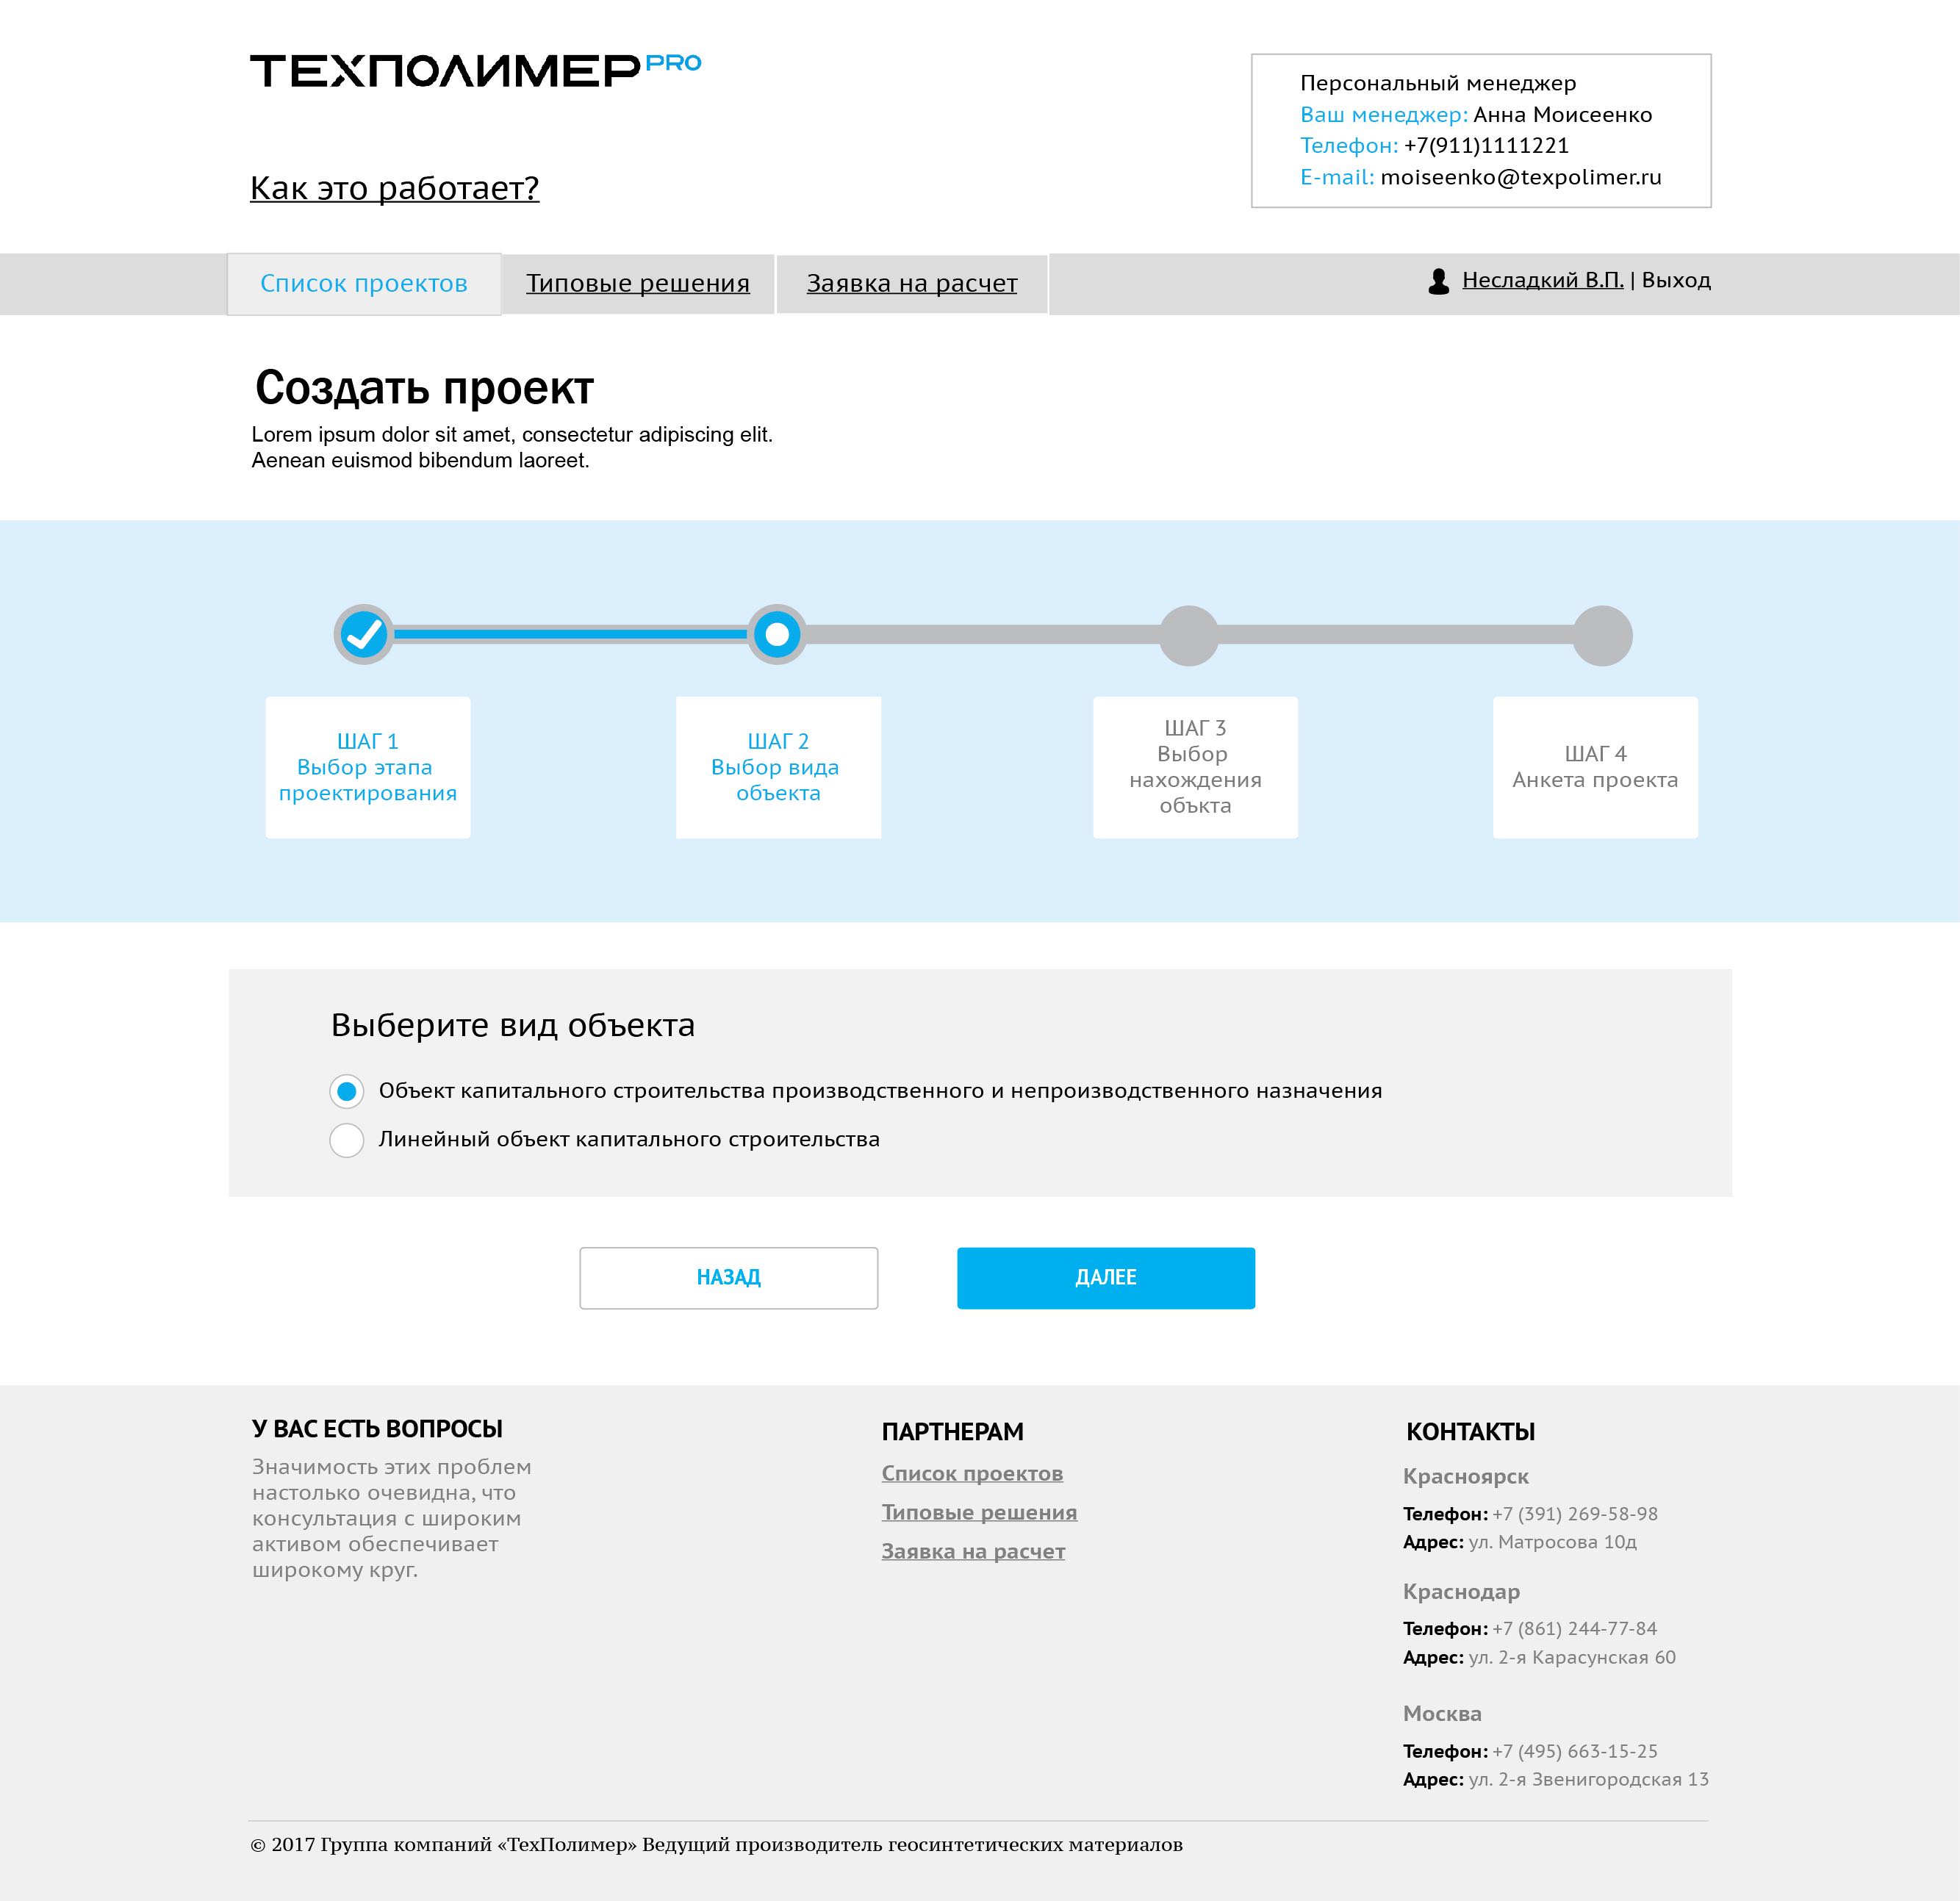 ТЕХПОЛИМЕР PRO
Персональный менеджер
Ваш менеджер: Анна Моисеенко
Телефон: +7(911)1111221
E-mail: moiseenko@texpolimer.ru
Как это работает?
Список проектов
Типовые решения
Заявка на расчет
Несладкий В.П. | Выход
Создать проект
Lorem ipsum dolor sit amet, consectetur adipiscing elit.
Aenean euismod bibendum laoreet.
ШАГ 1
Выбор этапа
проектирования
ШАГ 2
Выбор вида
объекта
ШАГ 3
Выбор
нахождения
объкта
ШАГ 4
Анкета проекта
Выберите вид объекта
Объект капитального строительства производственного и непроизводственного назначения
Линейный объект капитального строительства
НАЗАД
ДАЛЕЕ
У ВАС ЕСТЬ ВОПРОСЫ
Значимость этих проблем
настолько очевидна, что
консультация с широким
активом обеспечивает
широкому круг.
ПАРТНЕРАМ
Список проектов
Типовые решения
Заявка на расчет
КОНТАКТЫ
Красноярск
Телефон: +7 (391) 269-58-98
Адрес: ул. Матросова 10д
Краснодар
Телефон: +7 (861) 244-77-84
Адрес: ул. 2-я Карасунская 60
Москва
Телефон: +7 (495) 663-15-25
Адрес: ул. 2-я Звенигородская 13
© 2017 Группа компаний «ТехПолимер» Ведущий производитель геосинтетических материалов